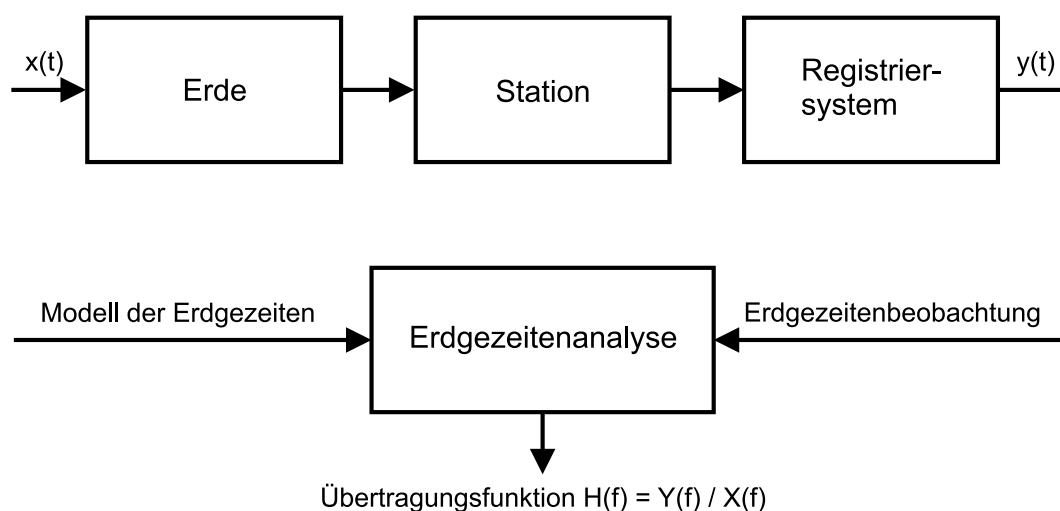 x(t)
Erde
Station
Registrier-
system
y(t)
Modell der Erdgezeiten
Erdgezeitenanalyse
Erdgezeitenbeobachtung
Übertragungsfunktion H(f) = Y(f) / X(f)